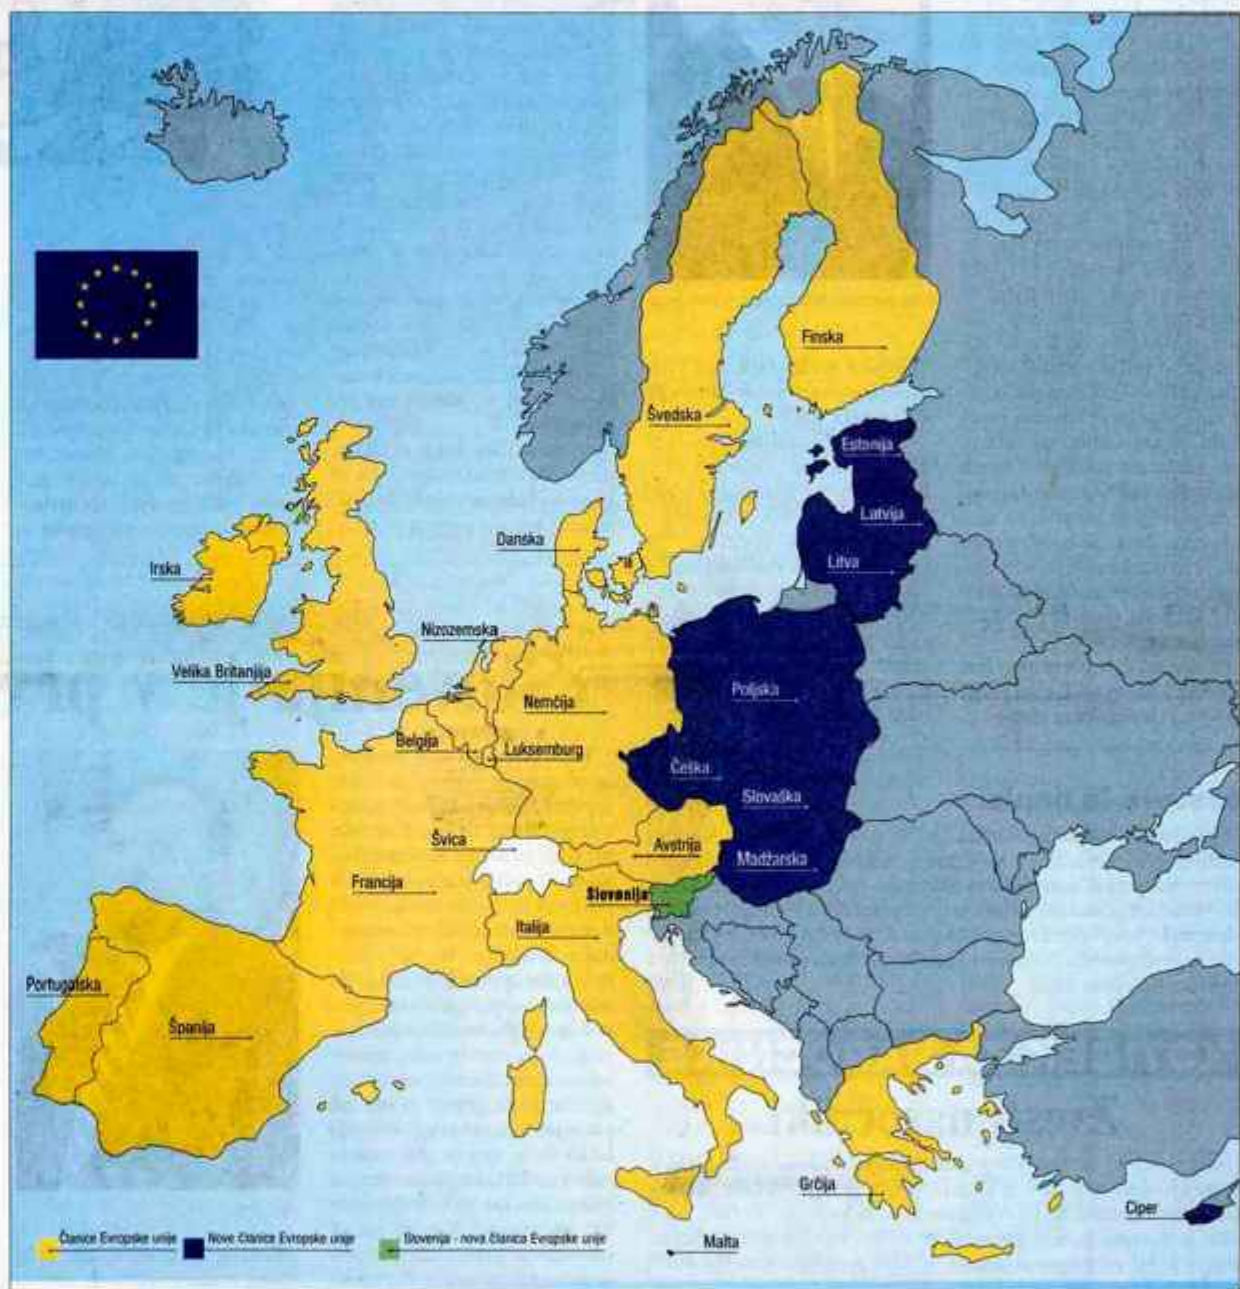 Finska
Švedska
Estonija
Latvija
Danska
Irska
Litva
Nizozemska
Velika Britanija
Poljska
Nemčija
Belgija
Luksemburg
Češka
Slovaška
Švica
Avstrija
Madžarska
Francija
Slovenija
Italija
Portugalska
Španija
Grčija
Ciper
Članice Evropske unije
Nove članice Evropske unije
Slovenija - nova članica Evropske unije
Malta